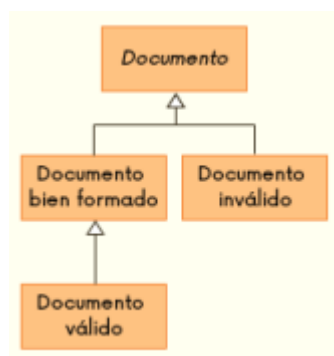 Documento
Documento
bien formado
Documento
inválido
Documento
válido